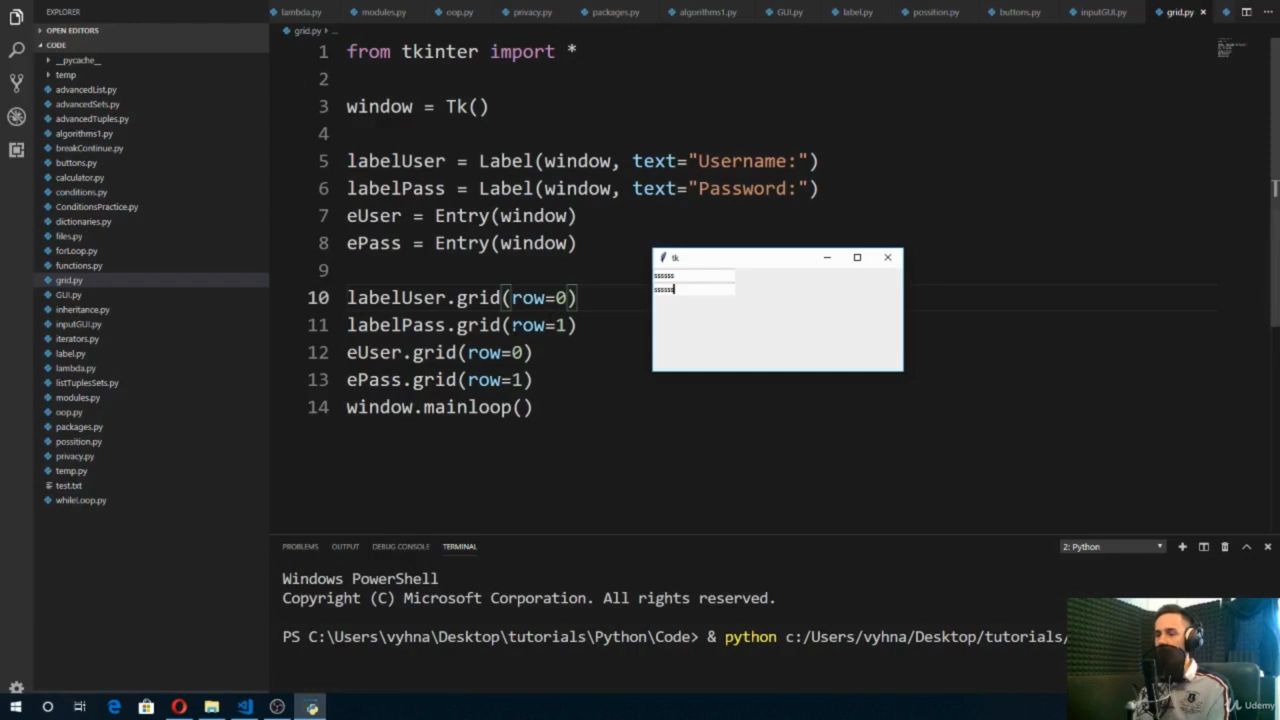 EXPLORER
lambda.py
modules.py
oop.py
privacy.py
packages.py
algorithms1.py
GUI.py
label.py
possition.py
buttons.py
inputGUI.py
grid.py
OPEN EDITORS
CODE
grid.py > ...
__pycache__
temp
advancedList.py
advancedSets.py
advancedTuples.py
algorithms1.py
breakContinue.py
buttons.py
calculator.py
conditions.py
ConditionsPractice.py
dictionaries.py
files.py
forLoop.py
functions.py
grid.py
GUI.py
inheritance.py
inputGUI.py
iterators.py
label.py
lambda.py
listTuplesSets.py
modules.py
oop.py
packages.py
possition.py
privacy.py
temp.py
test.txt
whileLoop.py
1 from tkinter import *
2
3 window = Tk()
4
5 labelUser = Label(window, text="Username:")
6 labelPass = Label(window, text="Password:")
7 eUser = Entry(window)
8 ePass = Entry(window)
9
10 labelUser.grid(row=0)
11 labelPass.grid(row=1)
12 eUser.grid(row=0)
13 ePass.grid(row=1)
14 window.mainloop()
tk
ssssss
ssssss
PROBLEMS OUTPUT DEBUG CONSOLE TERMINAL
2: Python
Windows PowerShell
Copyright (C) Microsoft Corporation. All rights reserved.
PS C:\Users\vyhna\Desktop\tutorials\Python\Code> & python c:/Users/vyhna/Desktop/tutorials/
Udemy